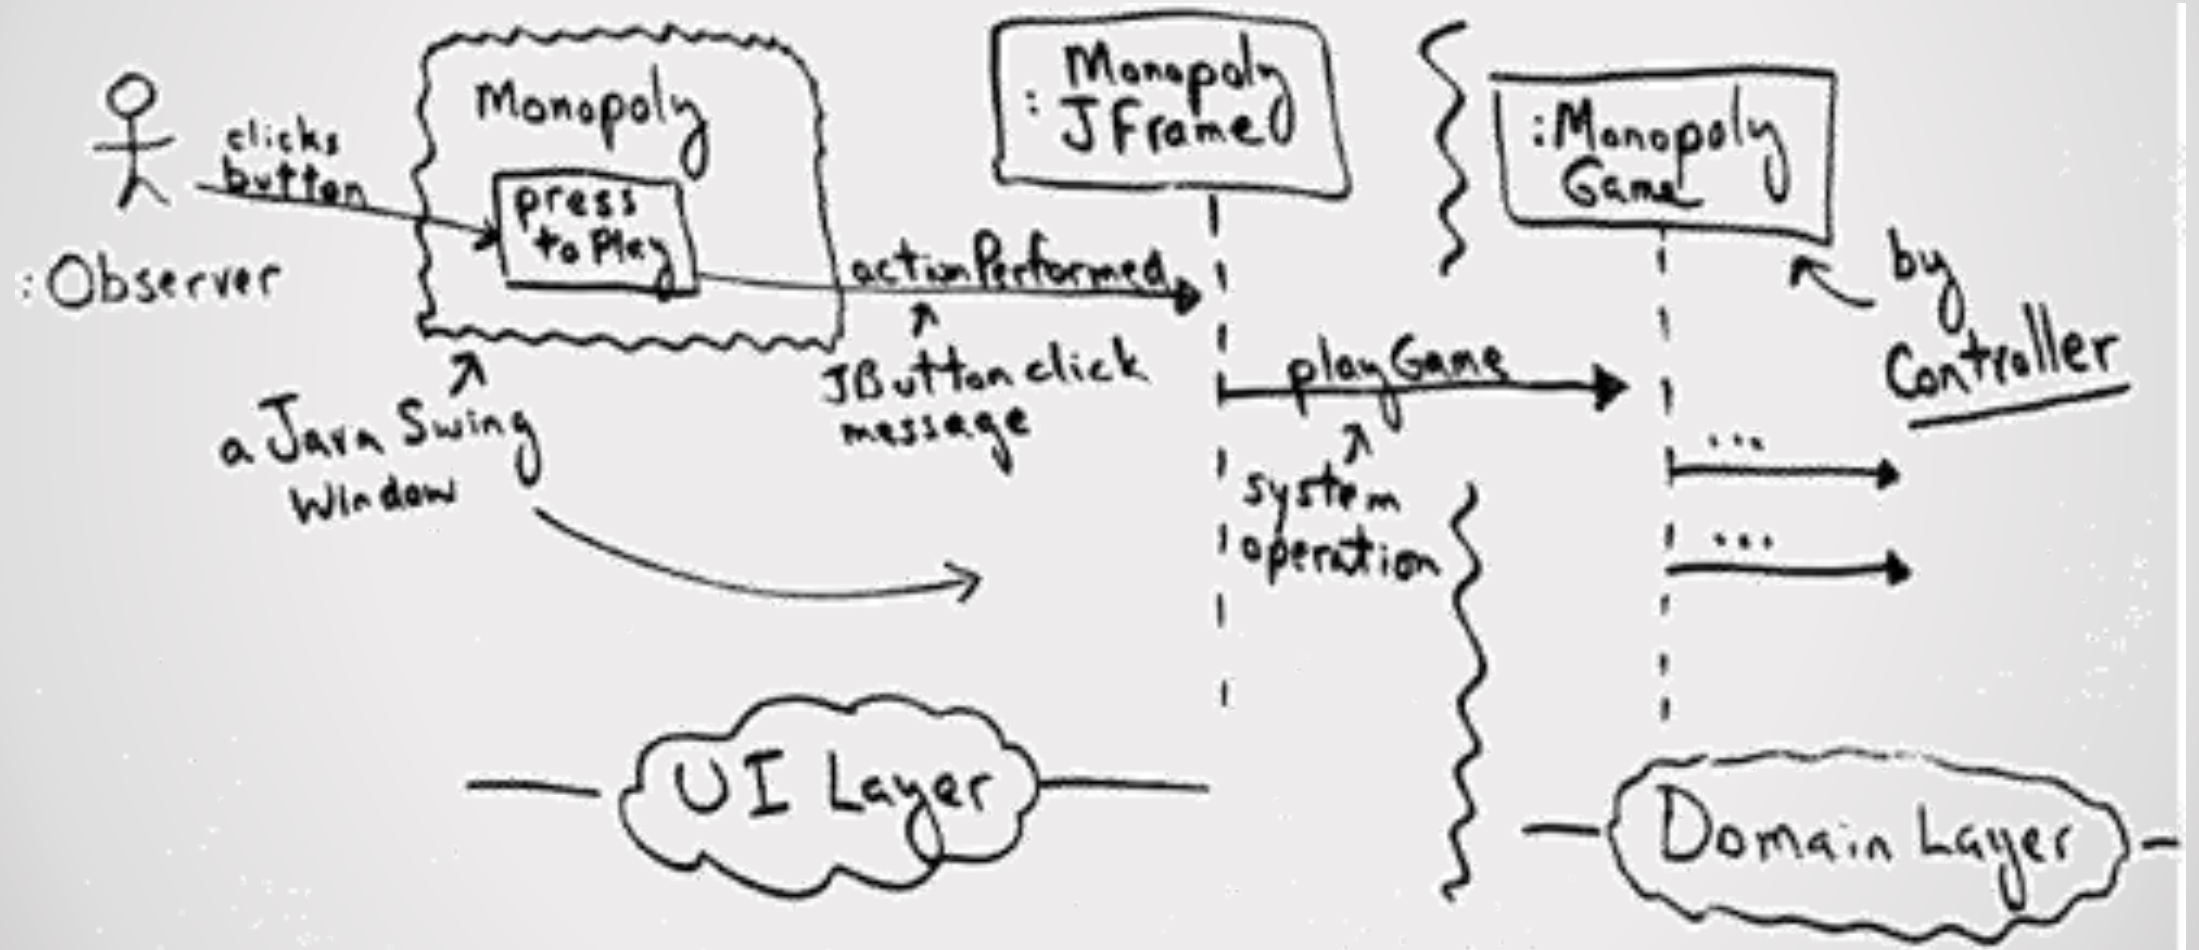 :Observer
clicks
button
Monopoly
press
to Play
a Java Swing
Window
actionPerformed
JButton click
message
Monopoly
: JFrame
playGame
system
operation
:Monopoly
Game
by
Controller
...
...
UI Layer
Domain Layer